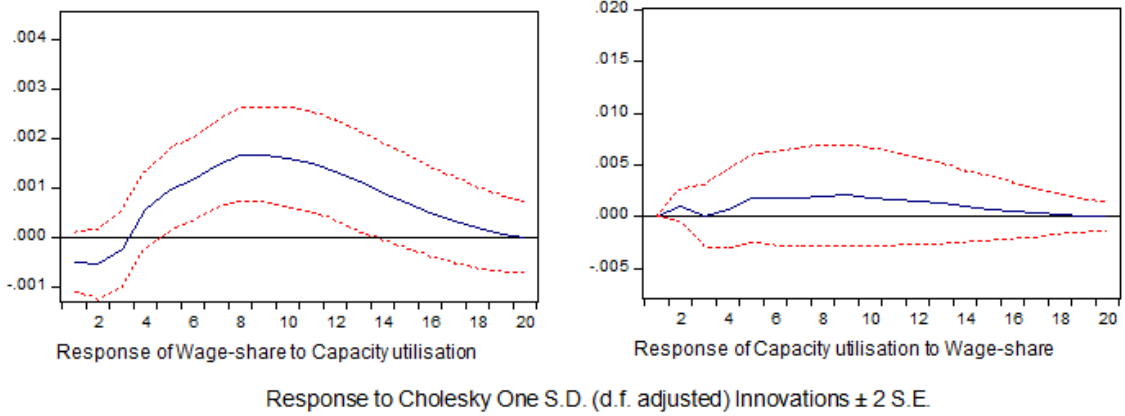 .004
.003
.002
.001
.000
-.001
2 4 6 8 10 12 14 16 18 20
Response of Wage-share to Capacity utilisation
.020
.015
.010
.005
.000
-.005
2 4 6 8 10 12 14 16 18 20
Response of Capacity utilisation to Wage-share
Response to Cholesky One S.D. (d.f. adjusted) Innovations ± 2 S.E.